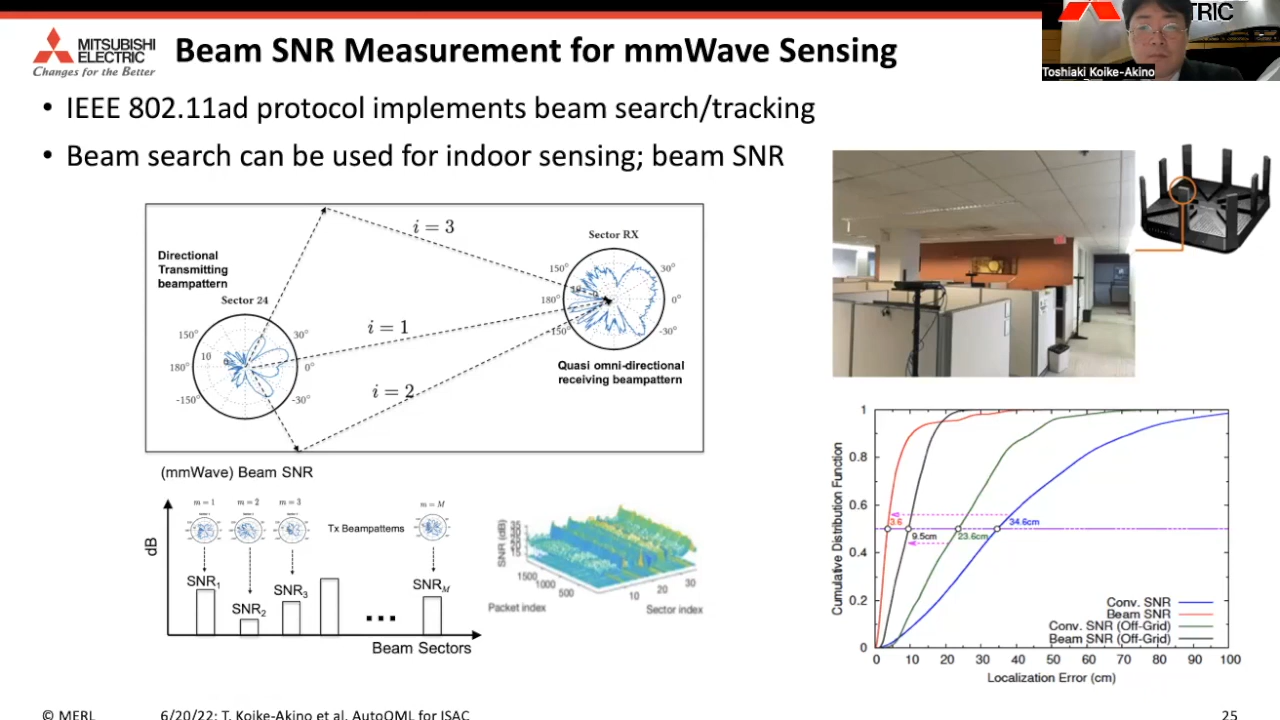 MITSUBISHI
ELECTRIC
Changes for the Better
Beam SNR Measurement for mmWave Sensing
TRIC
Toshiaki Koike-Akino
• IEEE 802.11ad protocol implements beam search/tracking
• Beam search can be used for indoor sensing; beam SNR
Directional
Transmitting
beampattern
Sector 24
150°
30°
180°
10
0°
-150°
-30°
i = 3
i = 1
i = 2
Sector RX
150°
30°
180°
10
0°
-150°
-30°
Quasi omni-directional
receiving beampattern
(mmWave) Beam SNR
dB
m = 1
m = 2
m = 3
Tx Beampatterns
m = M
SNR1
SNR2
SNR3
SNRM
Beam Sectors
SNR (dB)
1500
1000
500
Packet index
10
20
30
Sector index
Cumulative Distribution Function
1
0.8
0.6
0.4
0.2
0
3.6
9.5cm
23.6cm
34.6cm
Conv. SNR
Beam SNR
Conv. SNR (Off-Grid)
Beam SNR (Off-Grid)
0 10 20 30 40 50 60 70 80 90 100
Localization Error (cm)
© MERL 6/20/22: T. Koike-Akino et al. AutoQML for ISAC 25